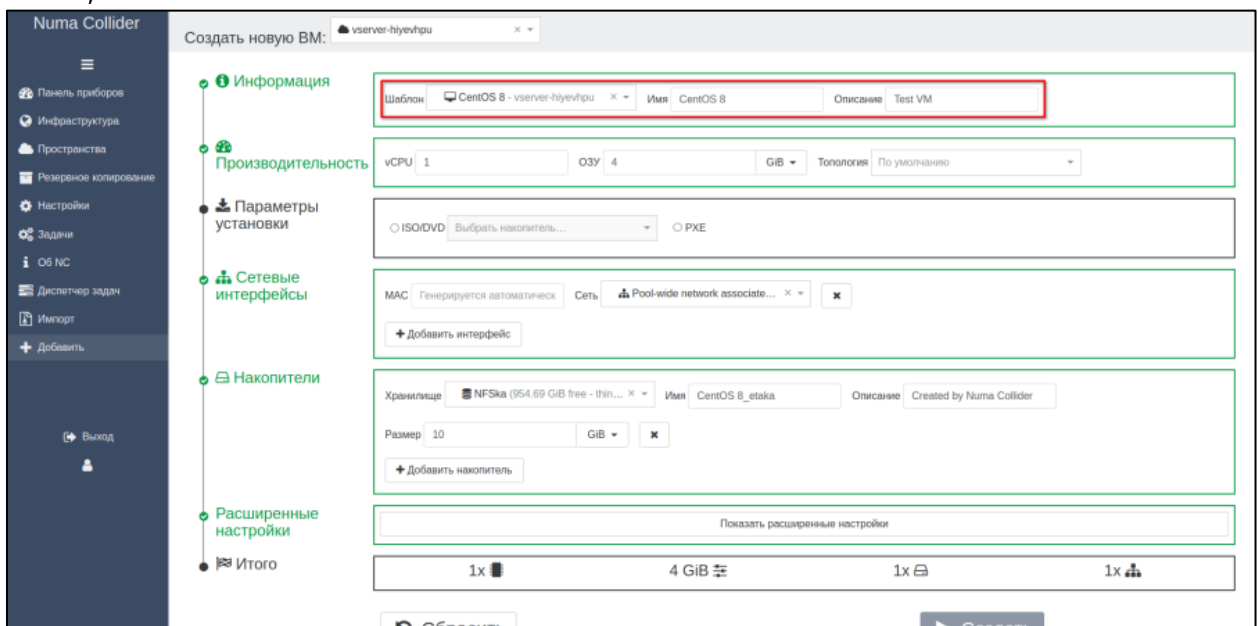 Numa Collider
Создать новую ВМ: vserver-hiyevhpu
Панель приборов
Инфраструктура
Пространства
Резервное копирование
Настройки
Задачи
Об NC
Диспетчер задач
Импорт
Добавить
Выход
Информация
Шаблон CentOS 8 - vserver-hiyevhpu Имя CentOS 8 Описание Test VM
Производительность
vCPU 1 ОЗУ 4 GiB Топология По умолчанию
Параметры
установки
ISO/DVD Выбрать накопитель... PXE
Сетевые
интерфейсы
MAC Генерируется автоматическ Сеть Pool-wide network associate...
Добавить интерфейс
Накопители
Хранилище NFSka (954.69 GiB free - thin... Имя CentOS 8_etaka Описание Created by Numa Collider
Размер 10 GiB
Добавить накопитель
Расширенные
настройки
Показать расширенные настройки
Итого
1x 4 GiB 1x 1x